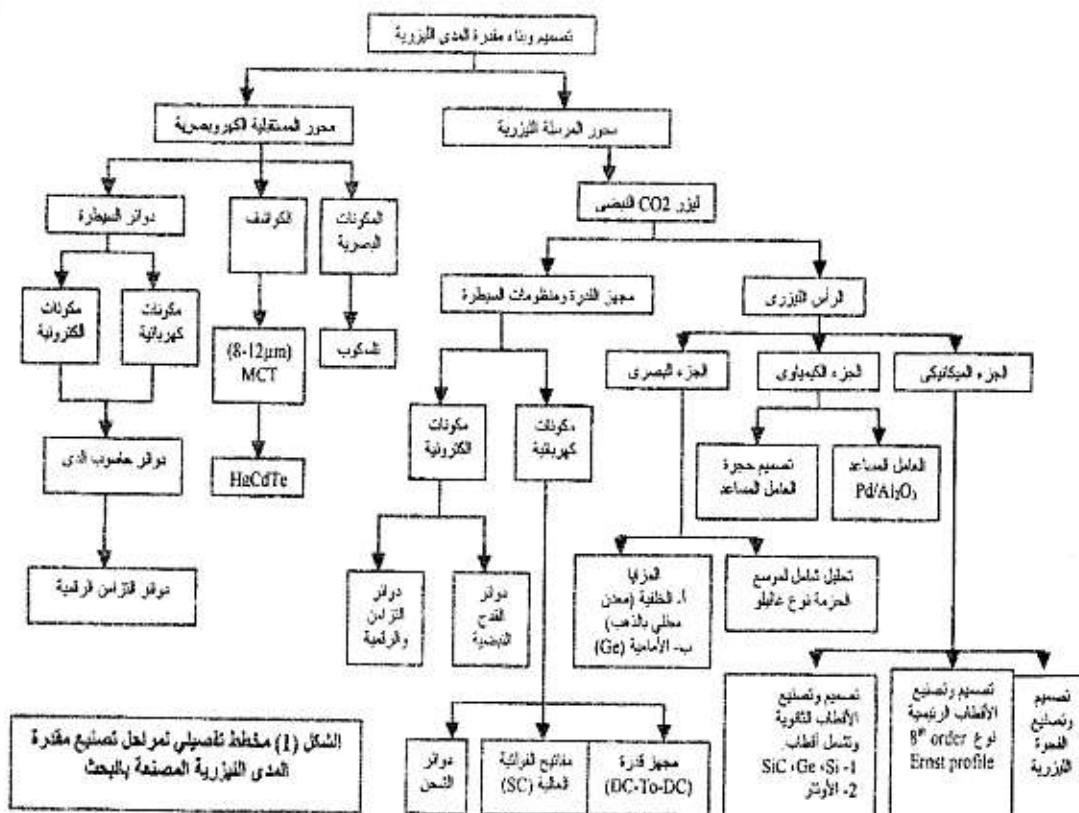 تصميم وبناء مقدرة المدى الليزرية
محور المستقبلة الكهروبصرية
محور المرسلة الليزرية
دوائر السيطرة
الكواشف
المكونات
البصرية
ليزر CO2 النبضي
مكونات
الكترونية
مكونات
كهربائية
(8-12µm)
MCT
تلسكوب
مجهز القدرة ومنظومات السيطرة
الرأس الليزري
الجزء البصري
الجزء الكيمياوي
الجزء الميكانيكي
دوائر حاسوب المدى
HgCdTe
مكونات
الكترونية
مكونات
كهربائية
تصميم حجرة
العامل المساعد
العامل المساعد
Pd/Al₂O₃
دوائر التزامن الرقمية
دوائر
التزامن
والرقمية
دوائر
القدح
النبضية
المرايا
أ. الخلفية (معدن
مطلي بالذهب)
ب- الأمامية (Ge)
تحليل شامل لموسع
الحزمة نوع غاليلو
دوائر
الشحن
مفاتيح الفولتية
العالية (SC)
مجهز قدرة
(DC-To-DC)
تصميم وتصنيع
الأقطاب الثانوية
وتشمل أقطاب
1- Si، Ge، SiC
2- الأوتار
تصميم وتصنيع
الأقطاب الرئيسية
نوع 8th order
Ernst profile
تصميم
وتصنيع
الفجوة
الليزرية
الشكل (1) مخطط تفصيلي لمراحل تصنيع مقدرة
المدى الليزرية المصنعة بالبحث